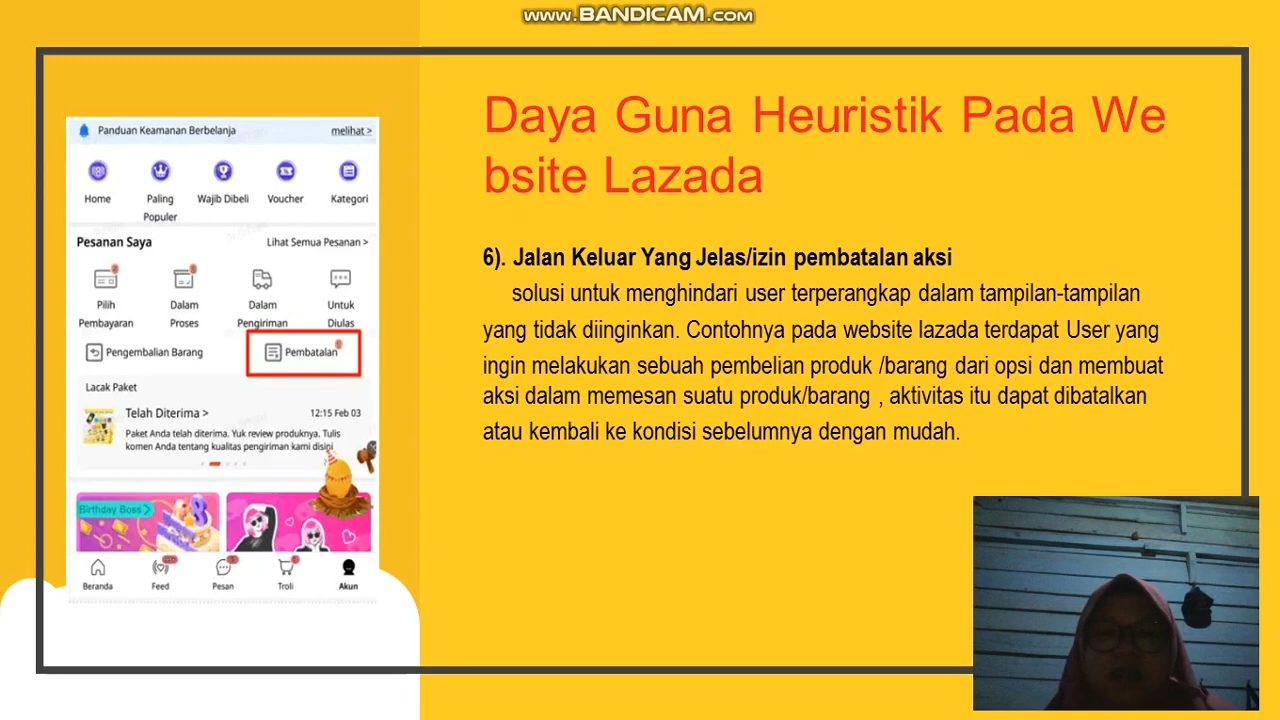 www.BANDICAM.com
Daya Guna Heuristik Pada We
bsite Lazada
6). Jalan Keluar Yang Jelas/izin pembatalan aksi
solusi untuk menghindari user terperangkap dalam tampilan-tampilan
yang tidak diinginkan. Contohnya pada website lazada terdapat User yang
ingin melakukan sebuah pembelian produk /barang dari opsi dan membuat
aksi dalam memesan suatu produk/barang , aktivitas itu dapat dibatalkan
atau kembali ke kondisi sebelumnya dengan mudah.
Panduan Keamanan Berbelanja melihat >
Home Paling Wajib Dibeli Voucher Kategori
Populer
Pesanan Saya Lihat Semua Pesanan >
Pilih Dalam Dalam Untuk
Pembayaran Proses Pengiriman Diulas
Pengembalian Barang Pembatalan
Lacak Paket
Telah Diterima > 12:15 Feb 03
Paket Anda telah diterima. Yuk review produknya. Tulis
komen Anda tentang kualitas pengiriman kami disini
Birthday Boss >
Beranda Feed Pesan Troli Akun